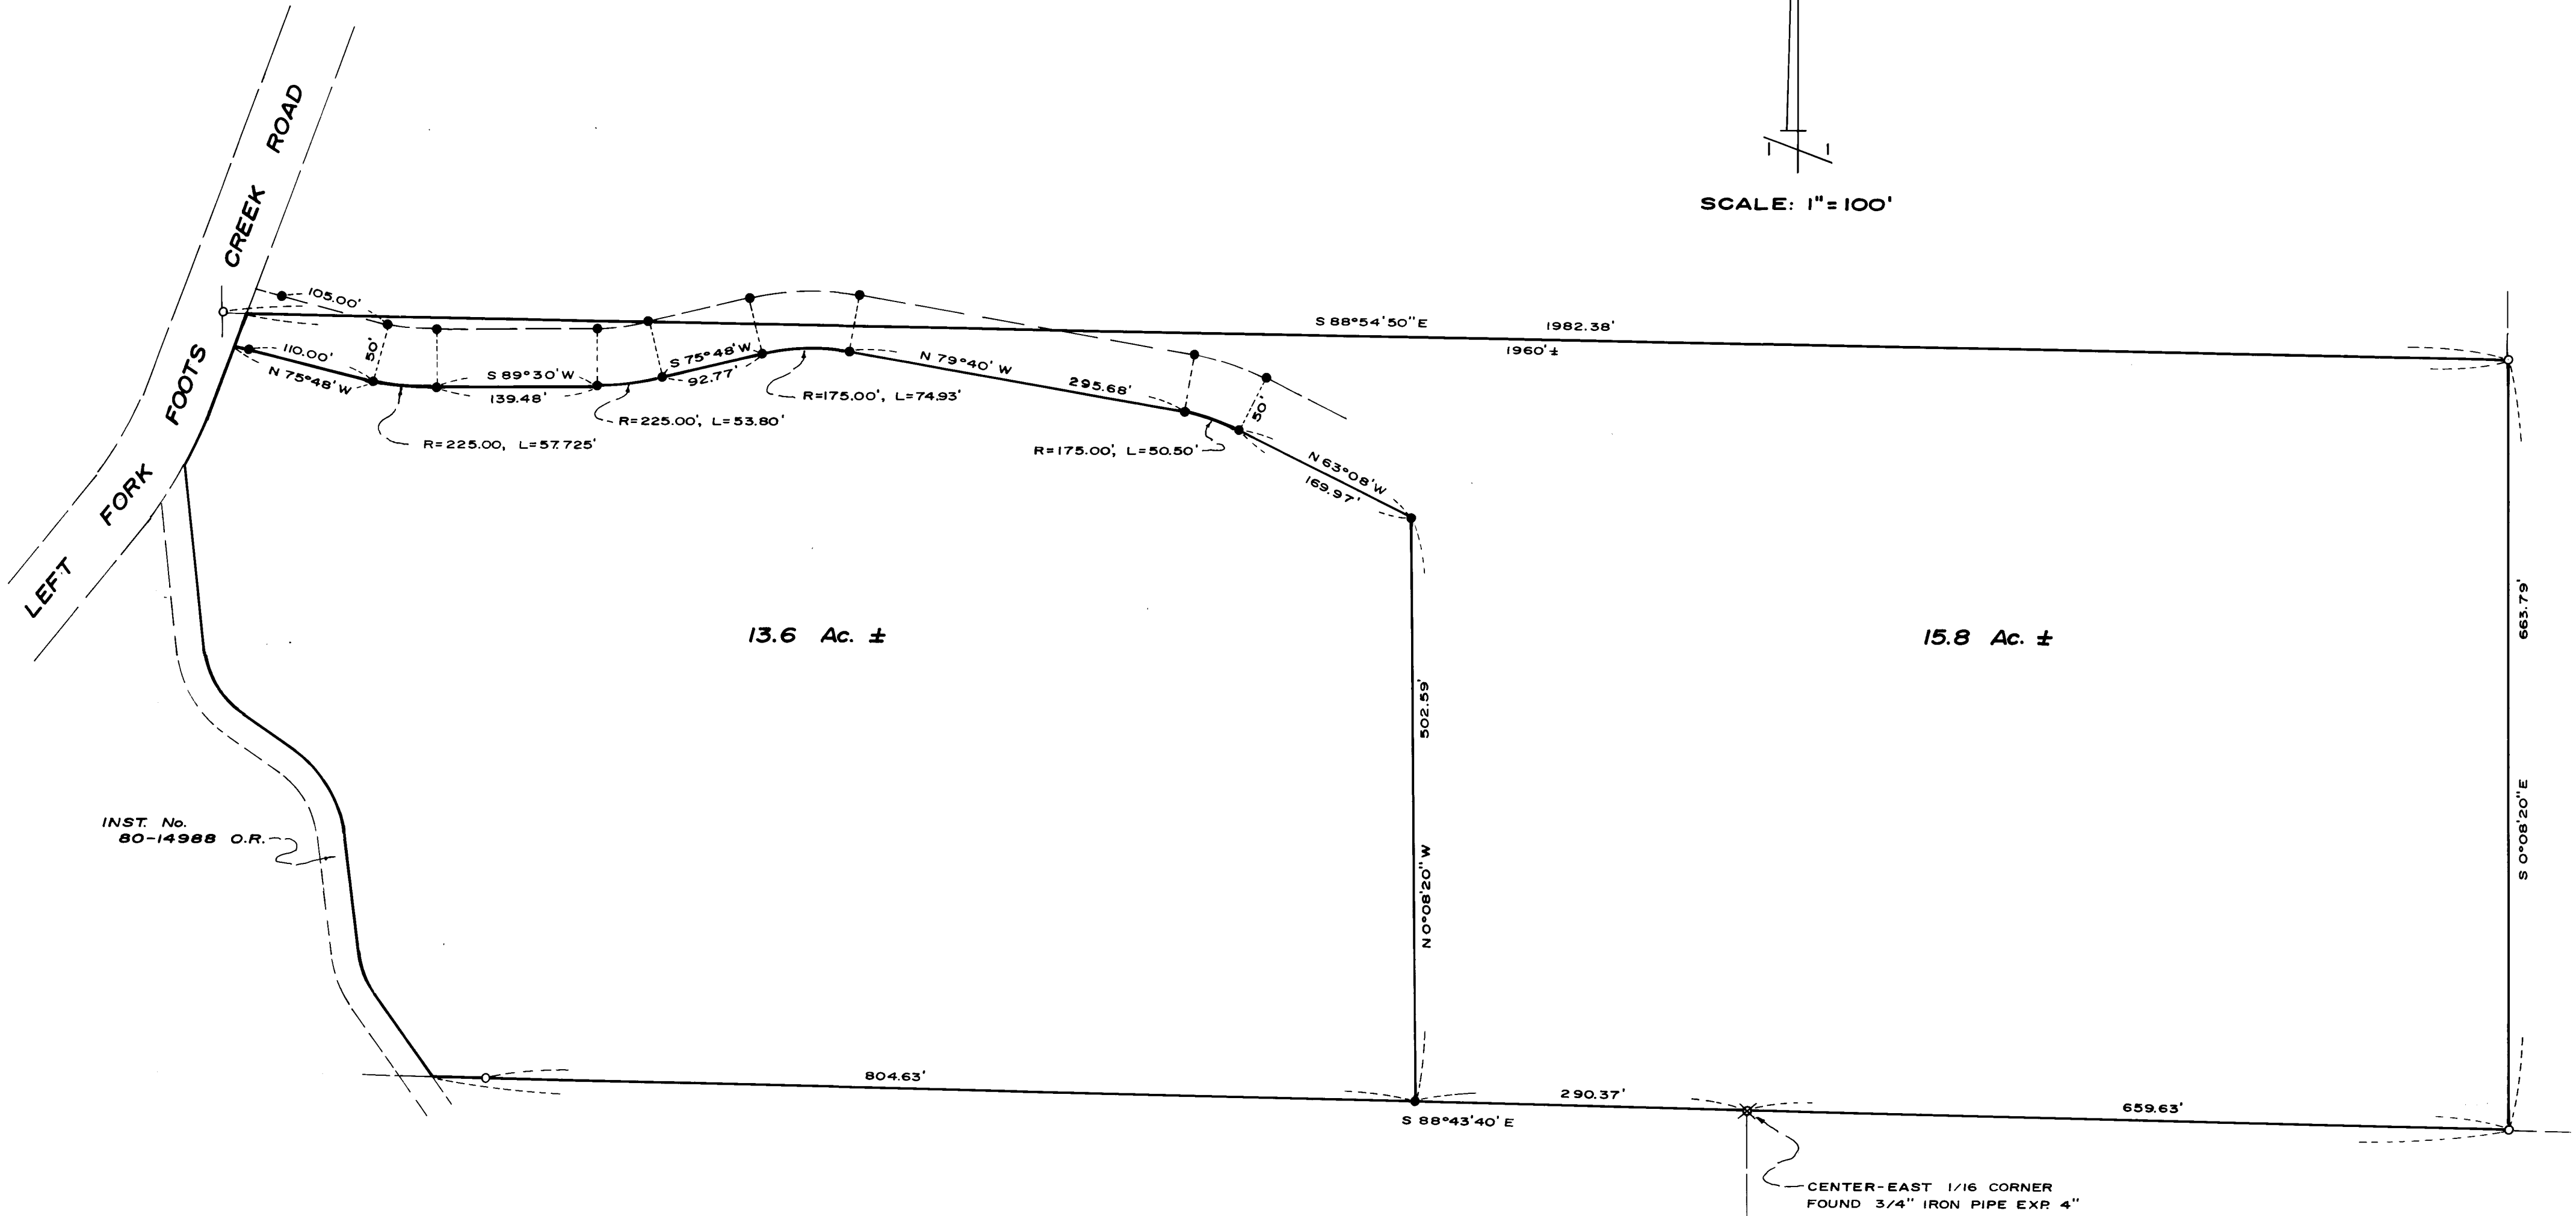 LEFT FORK FOOTS CREEK ROAD
1 1
SCALE: 1"=100'
105.00'
110.00'
N 75°48' W
50'
S 89°30' W
139.48'
S 75°48' W
92.77'
R=225.00, L=57.725'
R=225.00', L=53.80'
R=175.00', L=74.93'
N 79°40' W
295.68'
R=175.00', L=50.50'
50'
N 63°08' W
169.97'
S 88°54'50" E 1982.38'
1960'±
13.6 Ac. ±
15.8 Ac. ±
663.79'
S 0°08'20" E
502.59'
N 0°08'20" W
INST. No.
80-14988 O.R.
804.63'
290.37'
659.63'
S 88°43'40' E
CENTER-EAST 1/16 CORNER
FOUND 3/4" IRON PIPE EXP. 4"